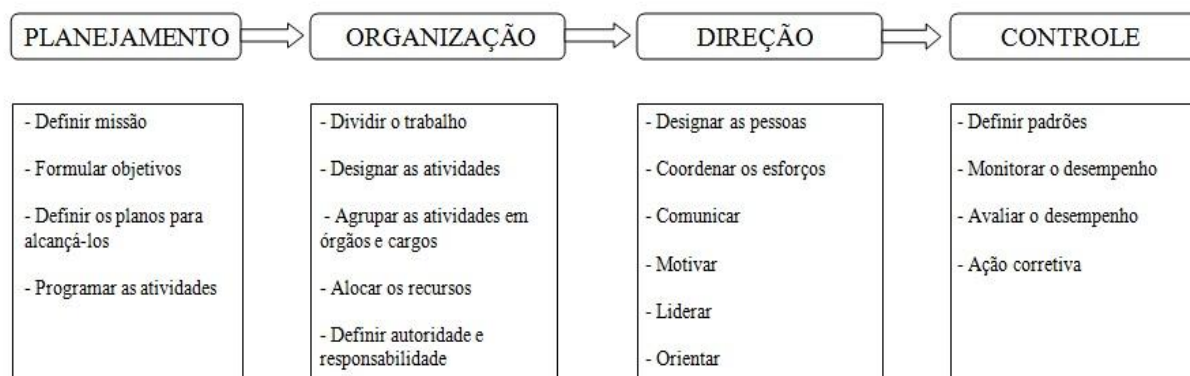 PLANEJAMENTO
ORGANIZAÇÃO
DIREÇÃO
CONTROLE
- Definir missão
- Formular objetivos
- Definir os planos para
alcançá-los
- Programar as atividades
- Dividir o trabalho
- Designar as atividades
- Agrupar as atividades em
órgãos e cargos
- Alocar os recursos
- Definir autoridade e
responsabilidade
- Designar as pessoas
- Coordenar os esforços
- Comunicar
- Motivar
- Liderar
- Orientar
- Definir padrões
- Monitorar o desempenho
- Avaliar o desempenho
- Ação corretiva